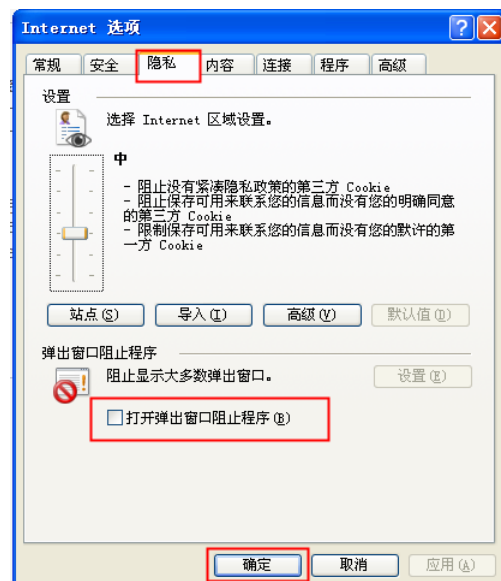 Internet 选项
常规 安全 隐私 内容 连接 程序 高级
设置
选择 Internet 区域设置。
中
- 阻止没有紧凑隐私政策的第三方 Cookie
- 阻止保存可用来联系您的信息而没有您的明确同意
的第三方 Cookie
- 限制保存可用来联系您的信息而没有您的默许的第
一方 Cookie
站点(S) 导入(I) 高级(V) 默认值(D)
弹出窗口阻止程序
阻止显示大多数弹出窗口。 设置(E)
打开弹出窗口阻止程序(B)
确定 取消 应用(A)